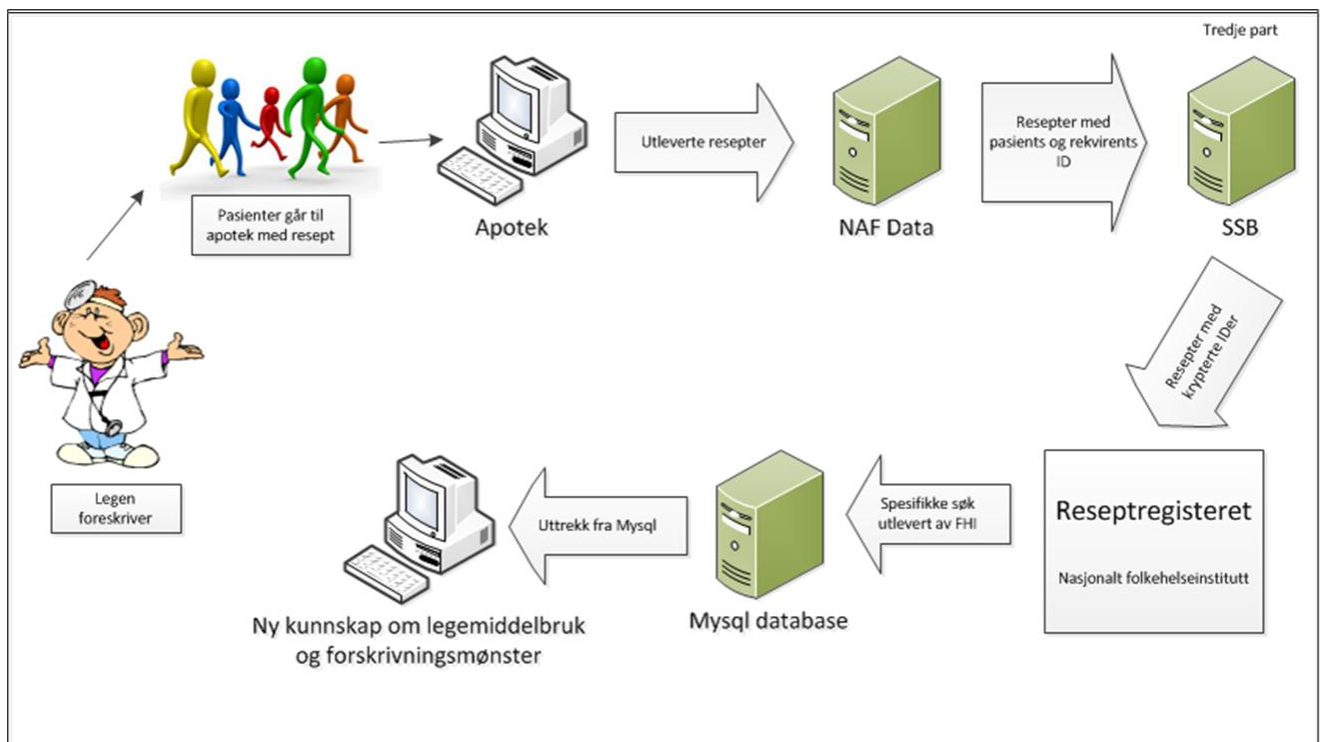 Tredje part
Pasienter går til
apotek med resept
Apotek
Utleverte resepter
NAF Data
Resepter med
pasients og rekvirents
ID
SSB
Resepter med
krypterte IDer
Reseptregisteret
Nasjonalt folkehelseinstitutt
Spesifikke søk
utlevert av FHI
Mysql database
Uttrekk fra Mysql
Ny kunnskap om legemiddelbruk
og forskrivningsmønster
Legen
foreskriver